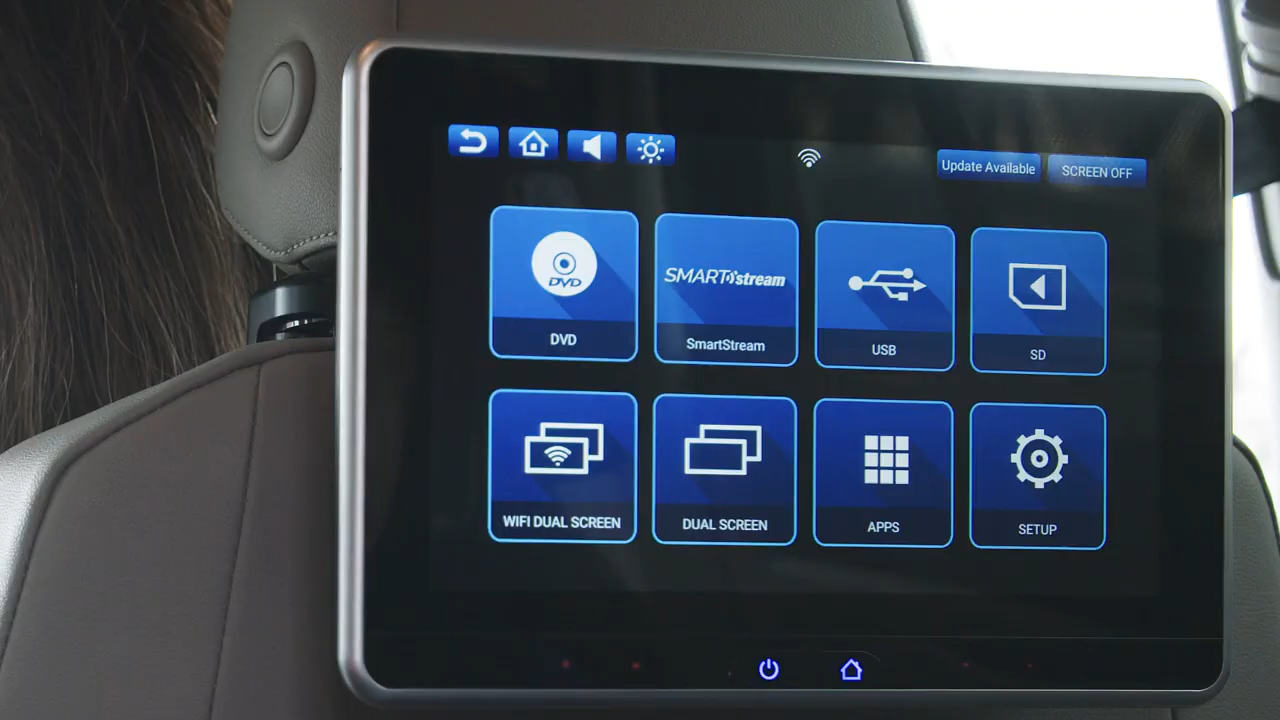 Update Available
SCREEN OFF
DVD
DVD
SMARTstream
SmartStream
USB
SD
WIFI DUAL SCREEN
DUAL SCREEN
APPS
SETUP